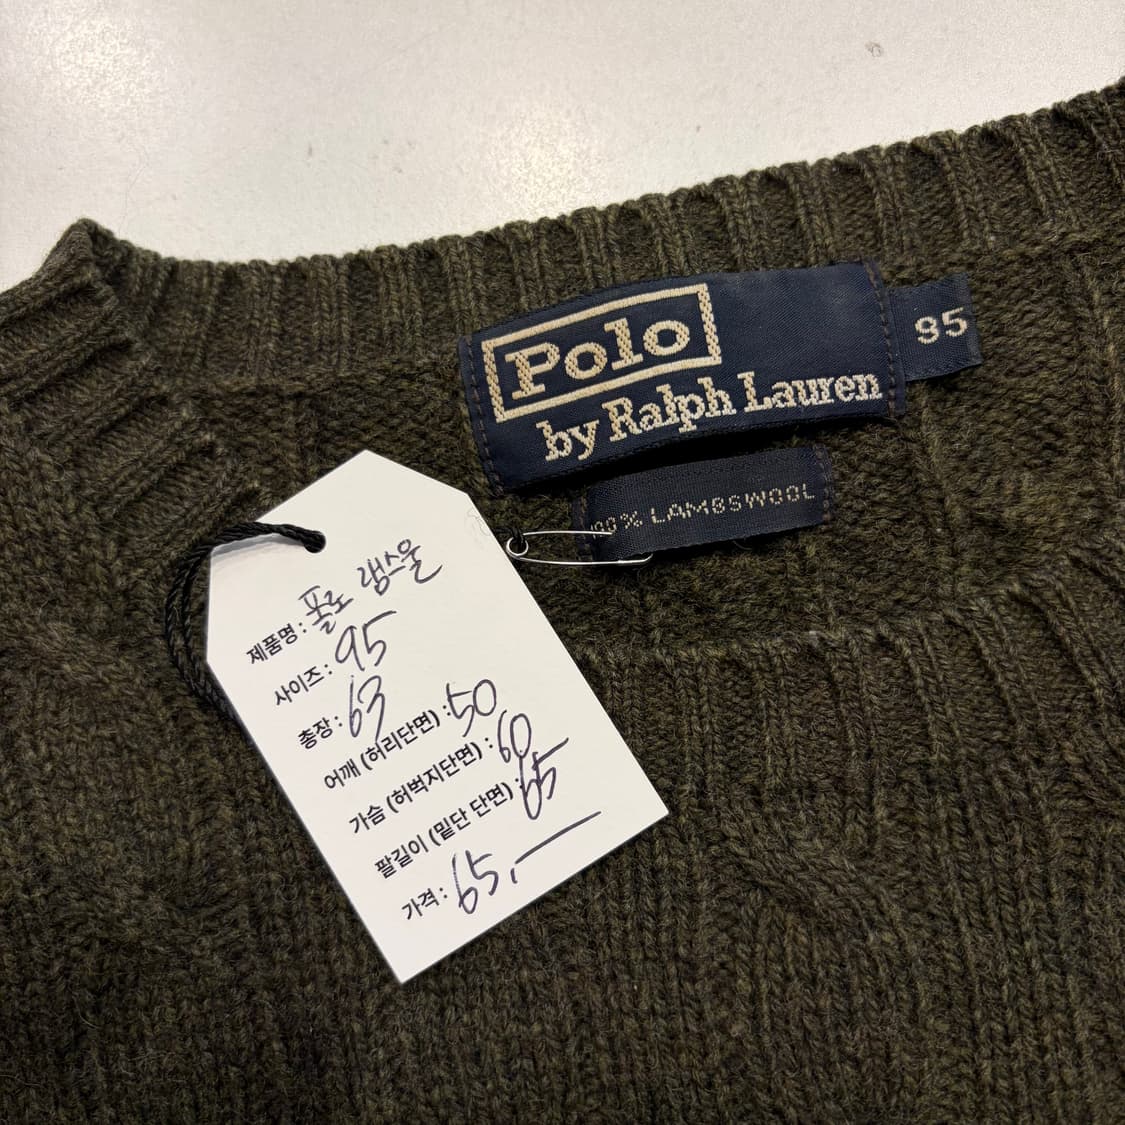 Polo
by Ralph Lauren
95
100% LAMBSWOOL
제품명 : 폴로 램스울
사이즈 : 95
총장 : 63
어깨 (허리단면) : 50
가슴 (허벅지단면) : 60
팔길이 (밑단 단면) : 65
가격 : 65,—